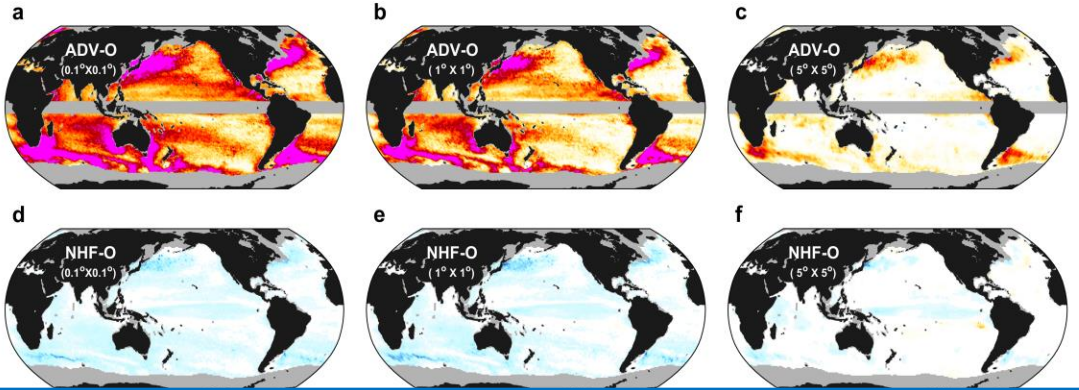 a
b
c
ADV-O
(0.1°X0.1°)
ADV-O
( 1° X 1°)
ADV-O
( 5° X 5°)
d
e
f
NHF-O
(0.1°X0.1°)
NHF-O
( 1° X 1°)
NHF-O
( 5° X 5°)